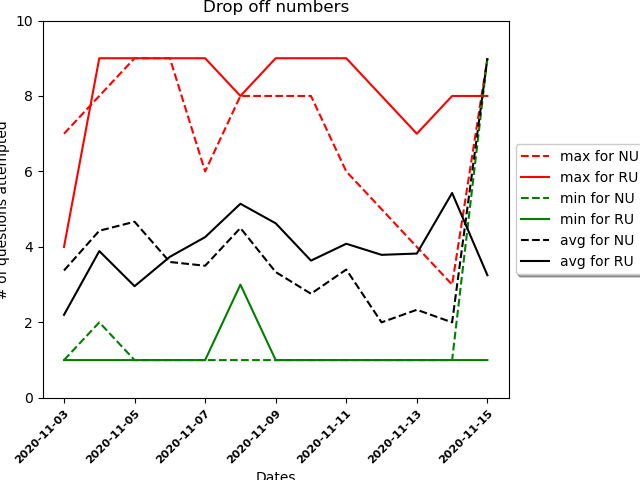 Drop off numbers
# of questions attempted
10
8
6
4
2
0
2020-11-03
2020-11-05
2020-11-07
2020-11-09
2020-11-11
2020-11-13
2020-11-15
Dates
max for NU
max for RU
min for NU
min for RU
avg for NU
avg for RU